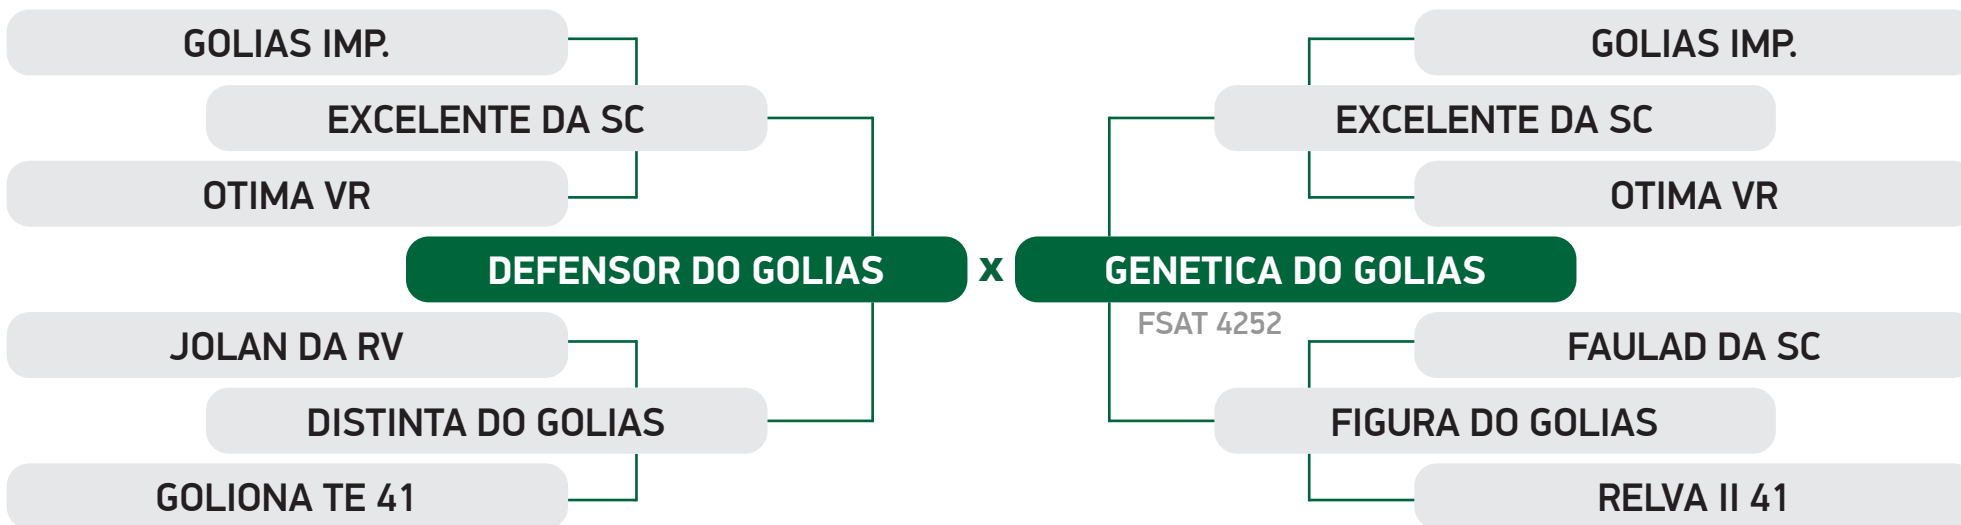 GOLIAS IMP.
GOLIAS IMP.
EXCELENTE DA SC
EXCELENTE DA SC
OTIMA VR
OTIMA VR
DEFENSOR DO GOLIAS x GENETICA DO GOLIAS
FSAT 4252
JOLAN DA RV
FAULAD DA SC
DISTINTA DO GOLIAS
FIGURA DO GOLIAS
GOLIONA TE 41
RELVA II 41